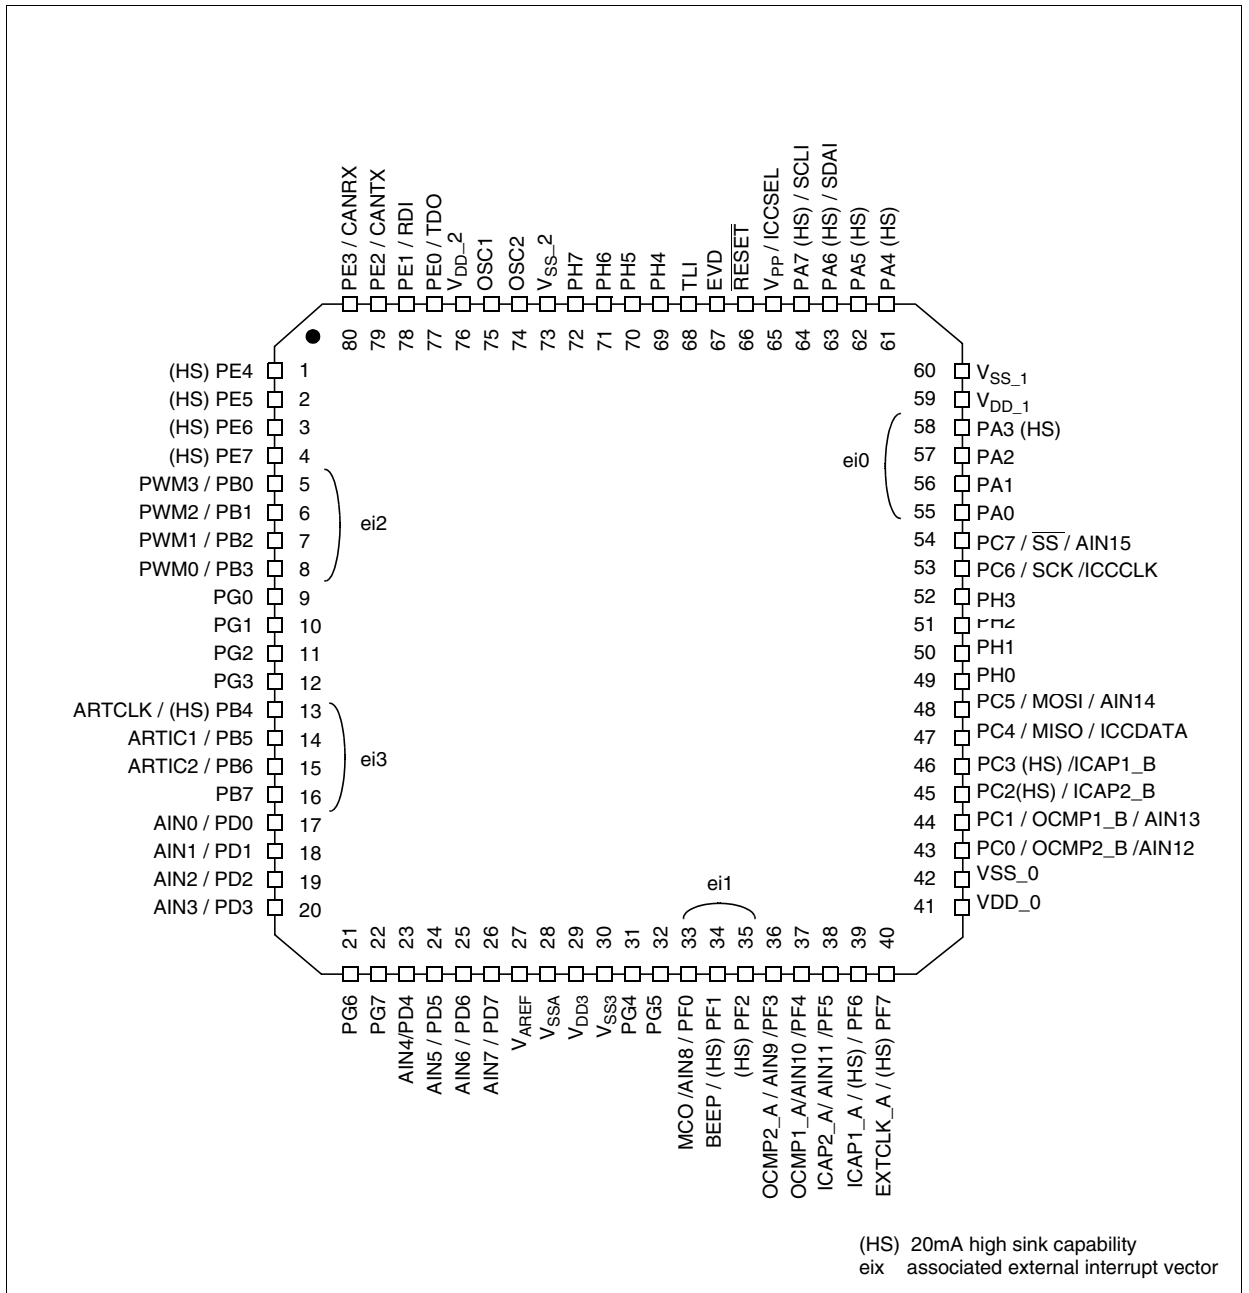 PE3 / CANRX
PE2 / CANTX
PE1 / RDI
PE0 / TDO
VDD_2
OSC1
OSC2
VSS_2
PH7
PH6
PH5
PH4
TLI
EVD
RESET
VPP / ICCSEL
PA7 (HS) / SCLI
PA6 (HS) / SDAI
PA5 (HS)
PA4 (HS)
80
79
78
77
76
75
74
73
72
71
70
69
68
67
66
65
64
63
62
61
(HS) PE4 1
(HS) PE5 2
(HS) PE6 3
(HS) PE7 4
PWM3 / PB0 5
PWM2 / PB1 6
PWM1 / PB2 7
PWM0 / PB3 8
ei2
PG0 9
PG1 10
PG2 11
PG3 12
ARTCLK / (HS) PB4 13
ARTIC1 / PB5 14
ARTIC2 / PB6 15
PB7 16
ei3
AIN0 / PD0 17
AIN1 / PD1 18
AIN2 / PD2 19
AIN3 / PD3 20
60 VSS_1
59 VDD_1
58 PA3 (HS)
57 PA2
56 PA1
55 PA0
ei0
54 PC7 / SS / AIN15
53 PC6 / SCK /ICCCLK
52 PH3
51 PH2
50 PH1
49 PH0
48 PC5 / MOSI / AIN14
47 PC4 / MISO / ICCDATA
46 PC3 (HS) /ICAP1_B
45 PC2(HS) / ICAP2_B
44 PC1 / OCMP1_B / AIN13
43 PC0 / OCMP2_B /AIN12
42 VSS_0
41 VDD_0
ei1
21
22
23
24
25
26
27
28
29
30
31
32
33
34
35
36
37
38
39
40
PG6
PG7
AIN4/PD4
AIN5 / PD5
AIN6 / PD6
AIN7 / PD7
VAREF
VSSA
VDD3
VSS3
PG4
PG5
MCO /AIN8 / PF0
BEEP / (HS) PF1
(HS) PF2
OCMP2_A / AIN9 /PF3
OCMP1_A/AIN10 /PF4
ICAP2_A/ AIN11 /PF5
ICAP1_A / (HS) / PF6
EXTCLK_A / (HS) PF7
(HS) 20mA high sink capability
eix associated external interrupt vector